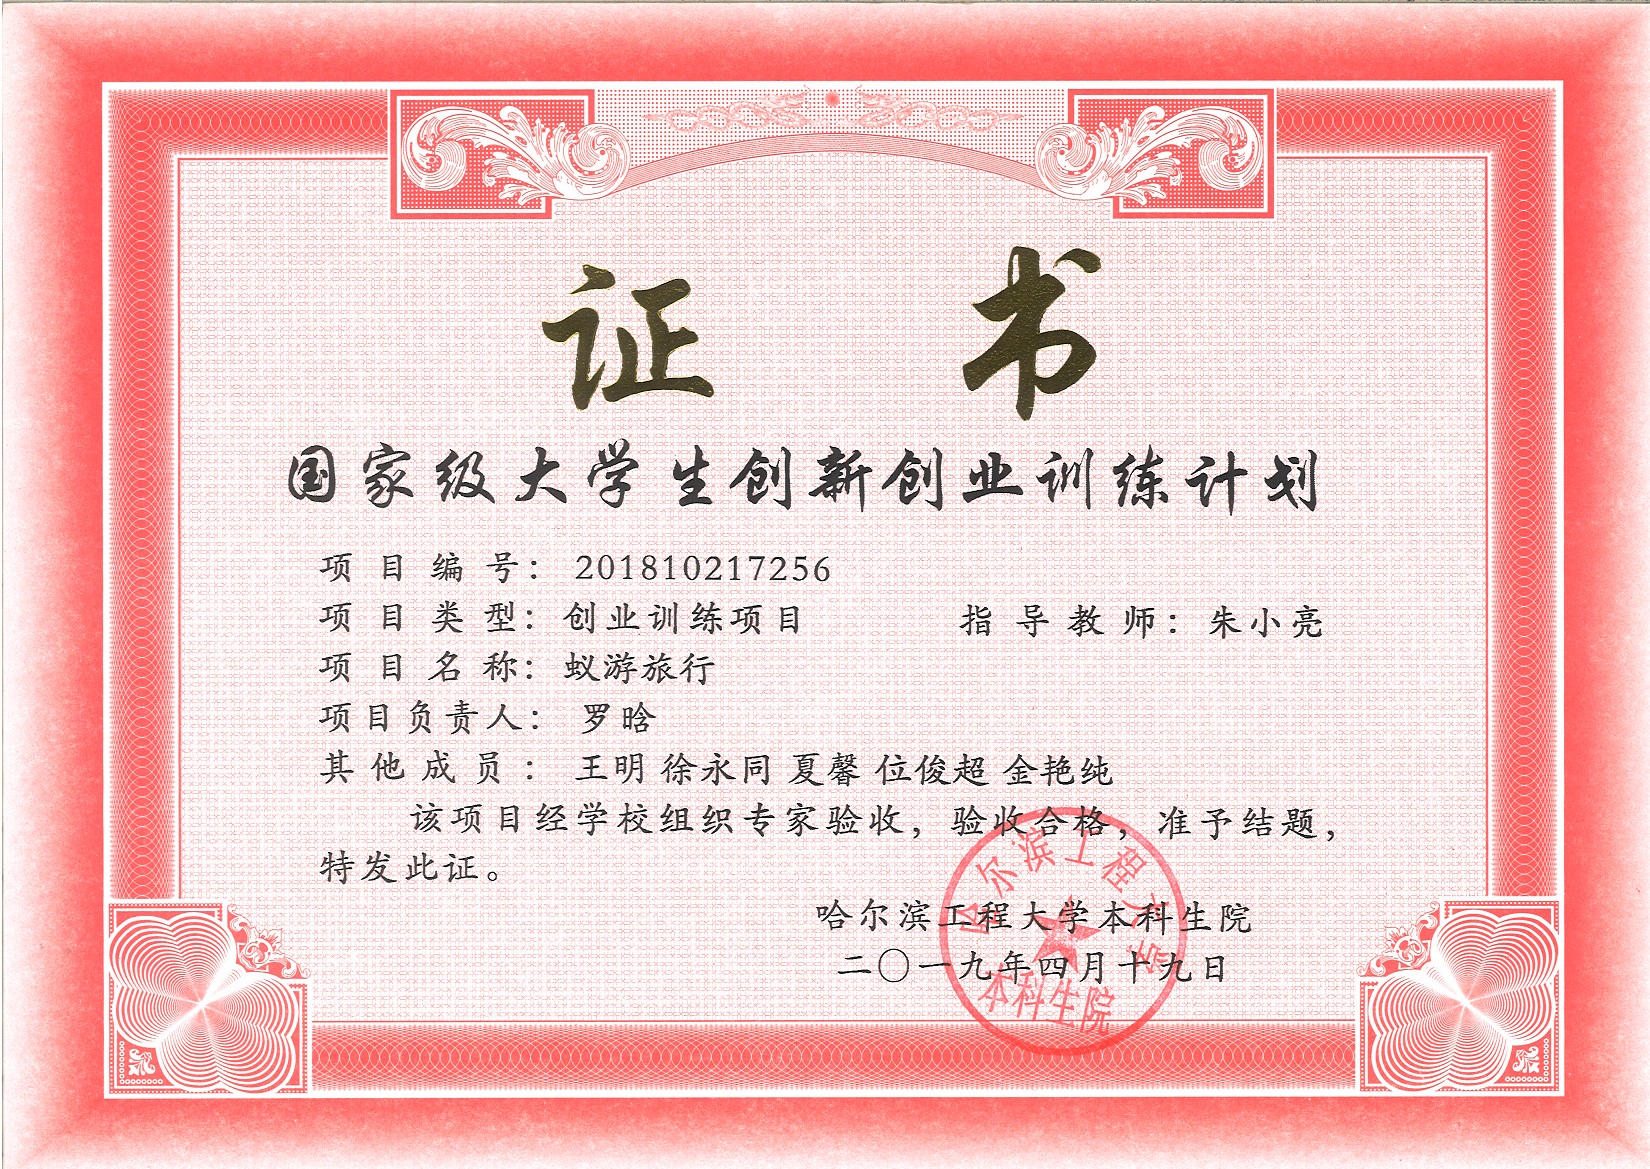 证 书
国家级大学生创新创业训练计划
项目编号： 201810217256
项目类型：创业训练项目 指导教师：朱小亮
项目名称：蚁游旅行
项目负责人： 罗晗
其他成员： 王明 徐永同 夏馨 位俊超 金艳纯
该项目经学校组织专家验收，验收合格，准予结题，
特发此证。
哈尔滨工程大学本科生院
二〇一九年四月十九日
哈尔滨工程大学
本科生院